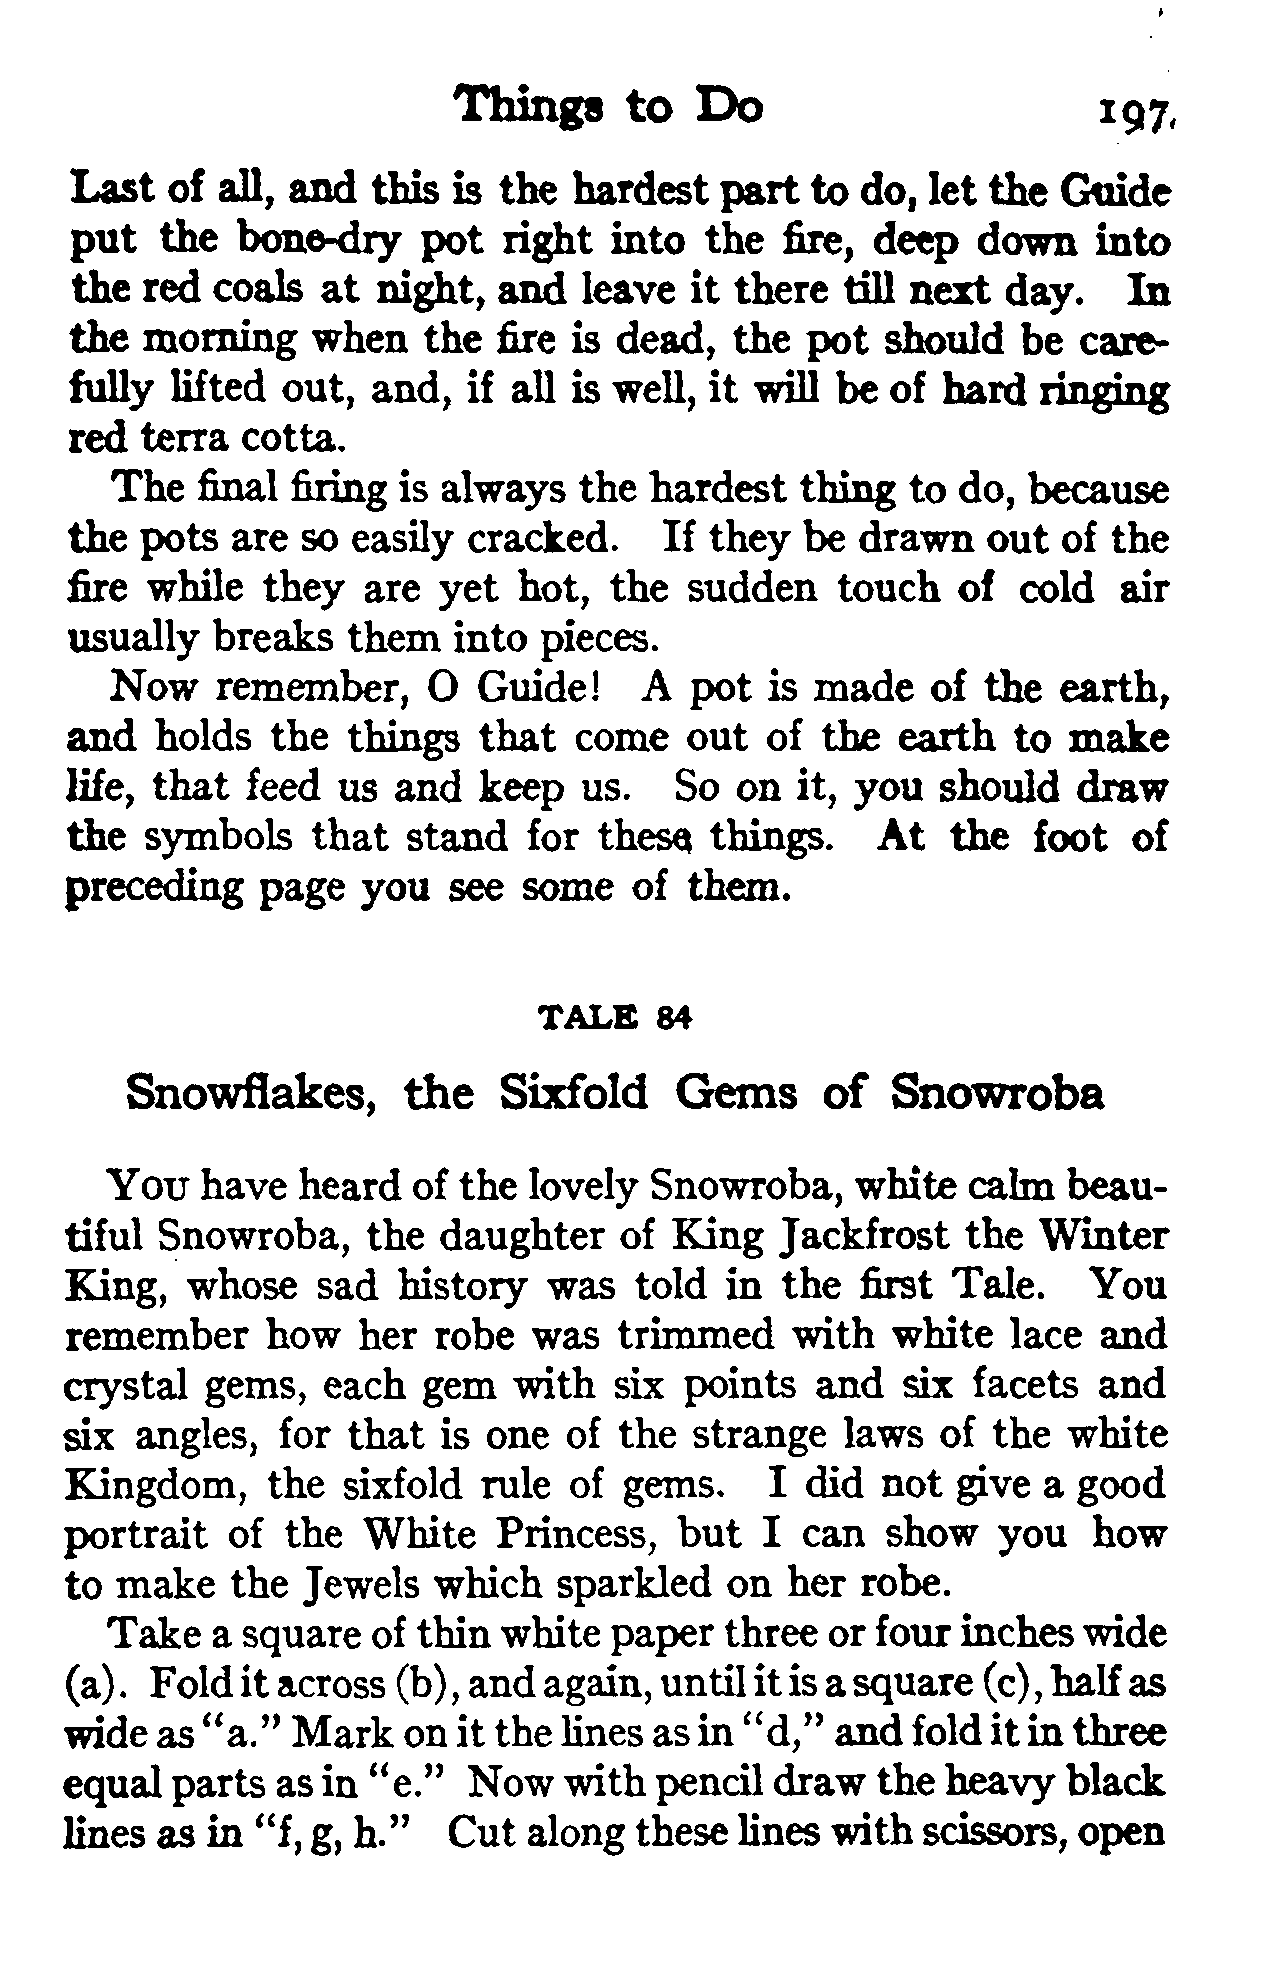 Things to Do 197
Last of all, and this is the hardest part to do, let the Guide
put the bone-dry pot right into the fire, deep down into
the red coals at night, and leave it there till next day. In
the morning when the fire is dead, the pot should be care-
fully lifted out, and, if all is well, it will be of hard ringing
red terra cotta.
The final firing is always the hardest thing to do, because
the pots are so easily cracked. If they be drawn out of the
fire while they are yet hot, the sudden touch of cold air
usually breaks them into pieces.
Now remember, O Guide! A pot is made of the earth,
and holds the things that come out of the earth to make
life, that feed us and keep us. So on it, you should draw
the symbols that stand for these things. At the foot of
preceding page you see some of them.
TALE 84
Snowflakes, the Sixfold Gems of Snowroba
YOU have heard of the lovely Snowroba, white calm beau-
tiful Snowroba, the daughter of King Jackfrost the Winter
King, whose sad history was told in the first Tale. You
remember how her robe was trimmed with white lace and
crystal gems, each gem with six points and six facets and
six angles, for that is one of the strange laws of the white
Kingdom, the sixfold rule of gems. I did not give a good
portrait of the White Princess, but I can show you how
to make the Jewels which sparkled on her robe.
Take a square of thin white paper three or four inches wide
(a). Fold it across (b), and again, until it is a square (c), half as
wide as "a." Mark on it the lines as in "d," and fold it in three
equal parts as in "e." Now with pencil draw the heavy black
lines as in "f, g, h." Cut along these lines with scissors, open